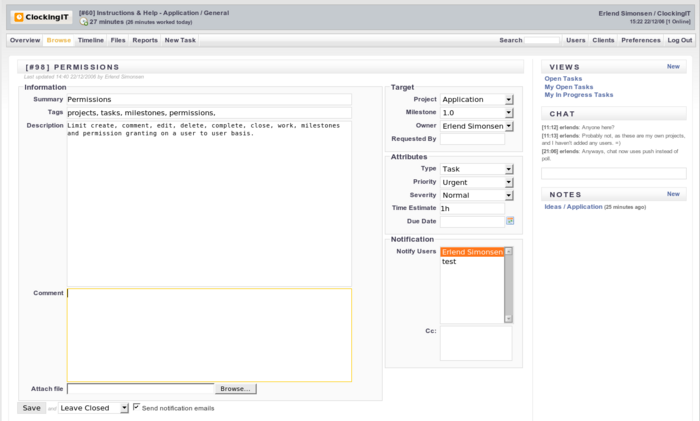 ClockingIT
[#60] Instructions & Help - Application / General
27 minutes (26 minutes worked today)
Erlend Simonsen / ClockingIT
15:22 22/12/06 [1 Online]
Overview Browse Timeline Files Reports New Task Search Users Clients Preferences Log Out
[#98] PERMISSIONS
Last updated 14:40 22/12/2006 by Erlend Simonsen
Information
Summary Permissions
Tags projects, tasks, milestones, permissions,
Description Limit create, comment, edit, delete, complete, close, work, milestones
and permission granting on a user to user basis.
Comment
Attach file Browse...
Save and Leave Closed Send notification emails
Target
Project Application
Milestone 1.0
Owner Erlend Simonsen
Requested By
Attributes
Type Task
Priority Urgent
Severity Normal
Time Estimate 1h
Due Date
Notification
Notify Users Erlend Simonsen
test
Cc:
VIEWS New
Open Tasks
My Open Tasks
My In Progress Tasks
CHAT
[11:12] erlends: Anyone here?
[11:13] erlends: Probably not, as these are my own projects,
and I haven't added any users. =)
[21:06] erlends: Anyways, chat now uses push instead of
poll.
NOTES New
Ideas / Application (25 minutes ago)